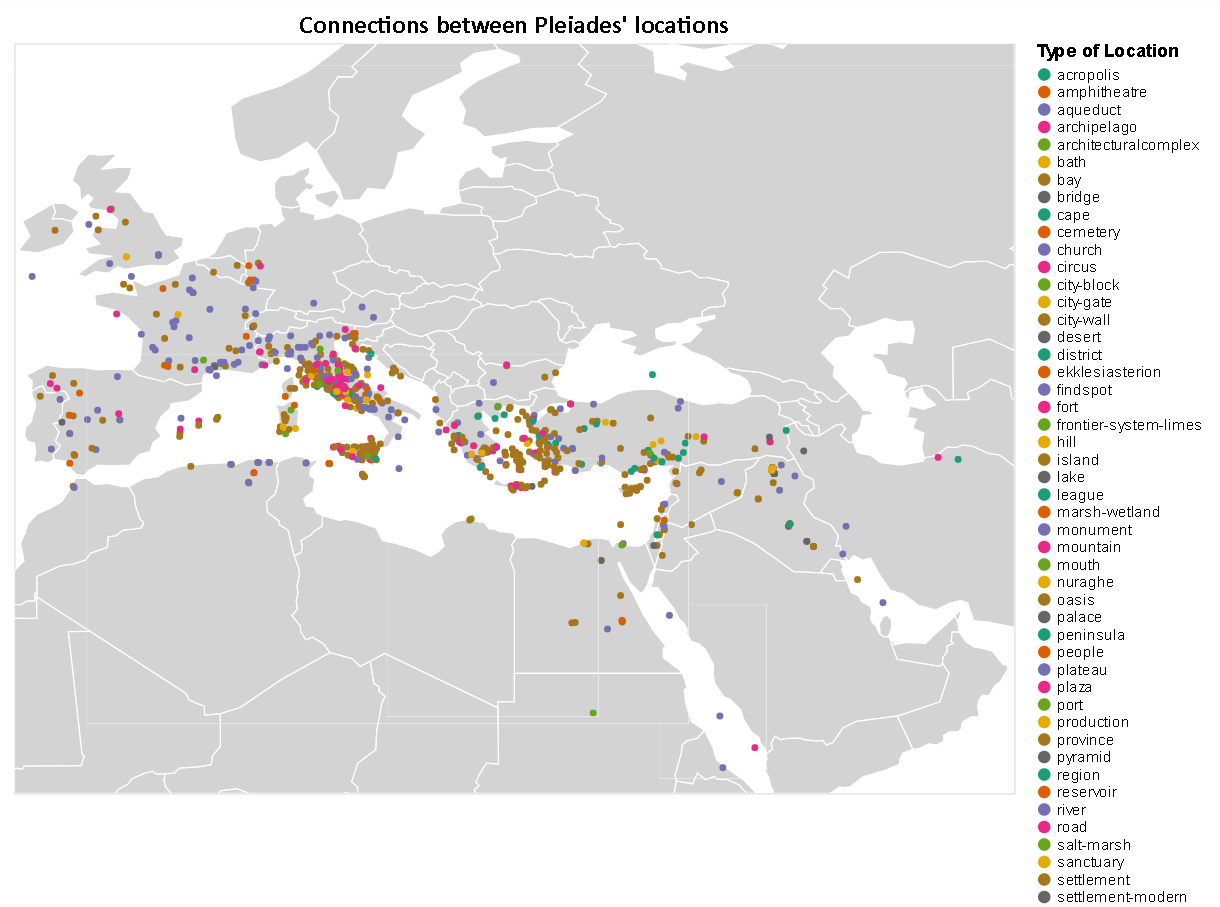 Connections between Pleiades' locations
Type of Location
acropolis
amphitheatre
aqueduct
archipelago
architecturalcomplex
bath
bay
bridge
cape
cemetery
church
circus
city-block
city-gate
city-wall
desert
district
ekklesiasterion
findspot
fort
frontier-system-limes
hill
island
lake
league
marsh-wetland
monument
mountain
mouth
nuraghe
oasis
palace
peninsula
people
plateau
plaza
port
production
province
pyramid
region
reservoir
river
road
salt-marsh
sanctuary
settlement
settlement-modern